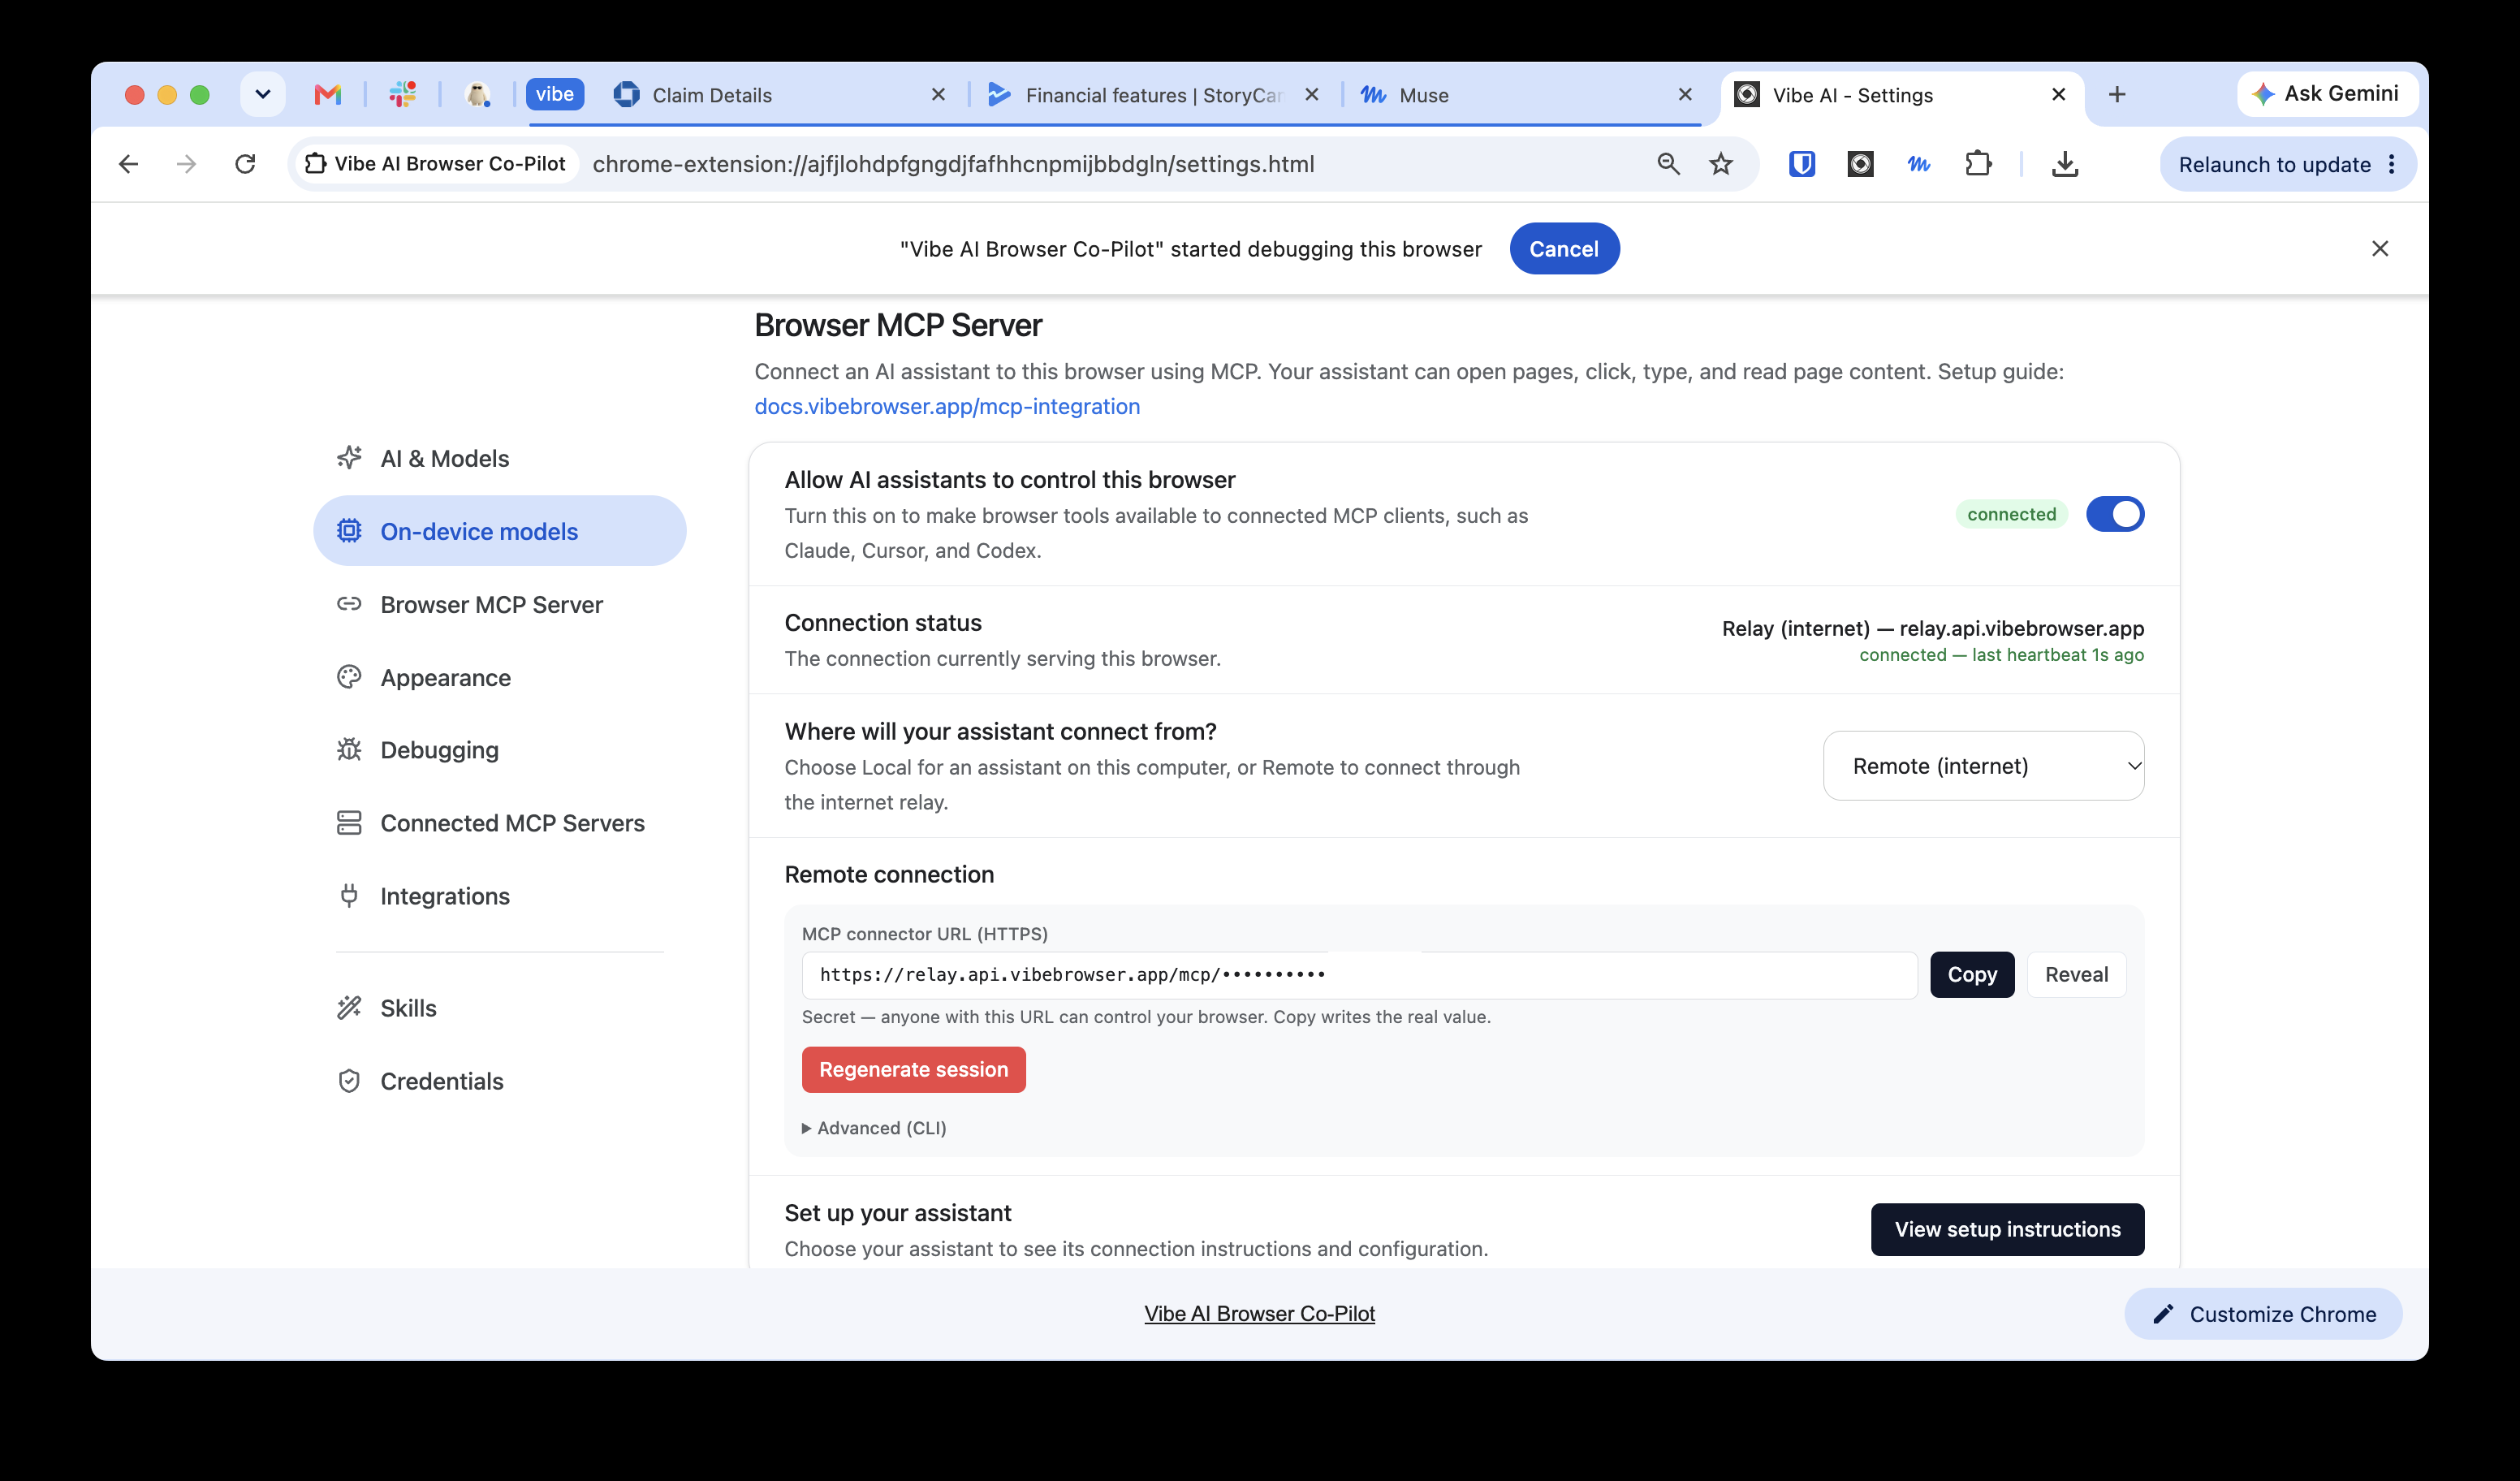 vibe
Claim Details
Financial features | StoryCar
Muse
Vibe AI - Settings
Ask Gemini
Vibe AI Browser Co-Pilot
chrome-extension://ajfjlohdpfgngdjfafhhcnpmijbbdgln/settings.html
Relaunch to update
"Vibe AI Browser Co-Pilot" started debugging this browser
Cancel
Browser MCP Server
Connect an AI assistant to this browser using MCP. Your assistant can open pages, click, type, and read page content. Setup guide:
docs.vibebrowser.app/mcp-integration
AI & Models
On-device models
Browser MCP Server
Appearance
Debugging
Connected MCP Servers
Integrations
Skills
Credentials
Allow AI assistants to control this browser
Turn this on to make browser tools available to connected MCP clients, such as
Claude, Cursor, and Codex.
connected
Connection status
The connection currently serving this browser.
Relay (internet) — relay.api.vibebrowser.app
connected — last heartbeat 1s ago
Where will your assistant connect from?
Choose Local for an assistant on this computer, or Remote to connect through
the internet relay.
Remote (internet)
Remote connection
MCP connector URL (HTTPS)
https://relay.api.vibebrowser.app/mcp/••••••••••
Copy
Reveal
Secret — anyone with this URL can control your browser. Copy writes the real value.
Regenerate session
Advanced (CLI)
Set up your assistant
Choose your assistant to see its connection instructions and configuration.
View setup instructions
Vibe AI Browser Co-Pilot
Customize Chrome